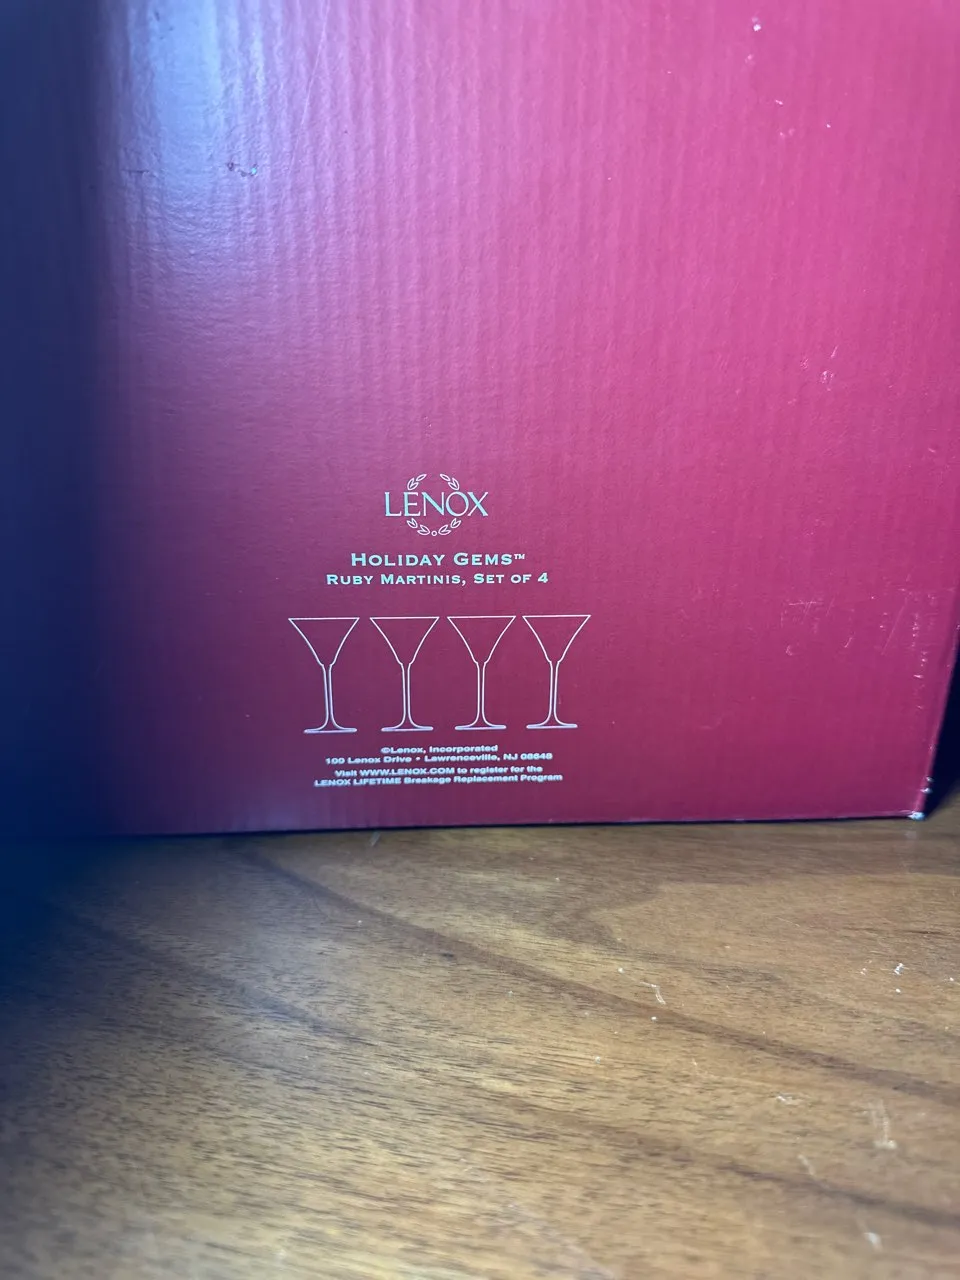 LENOX
HOLIDAY GEMS™
RUBY MARTINIS, SET OF 4
©Lenox, Incorporated
100 Lenox Drive • Lawrenceville, NJ 08648
Visit WWW.LENOX.COM to register for the
LENOX LIFETIME Breakage Replacement Program